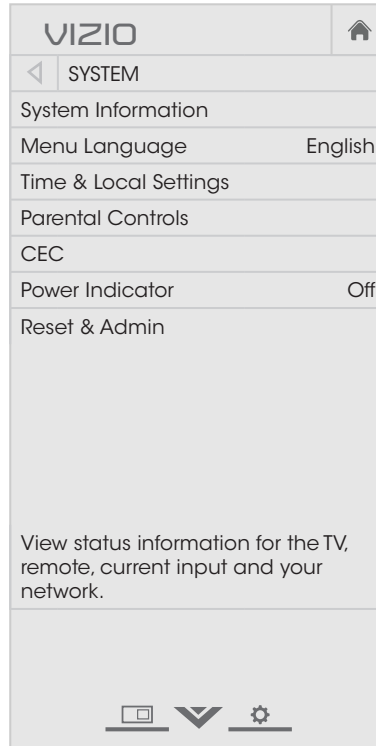 VIZIO
SYSTEM
System Information
Menu Language English
Time & Local Settings
Parental Controls
CEC
Power Indicator Off
Reset & Admin
View status information for the TV,
remote, current input and your
network.